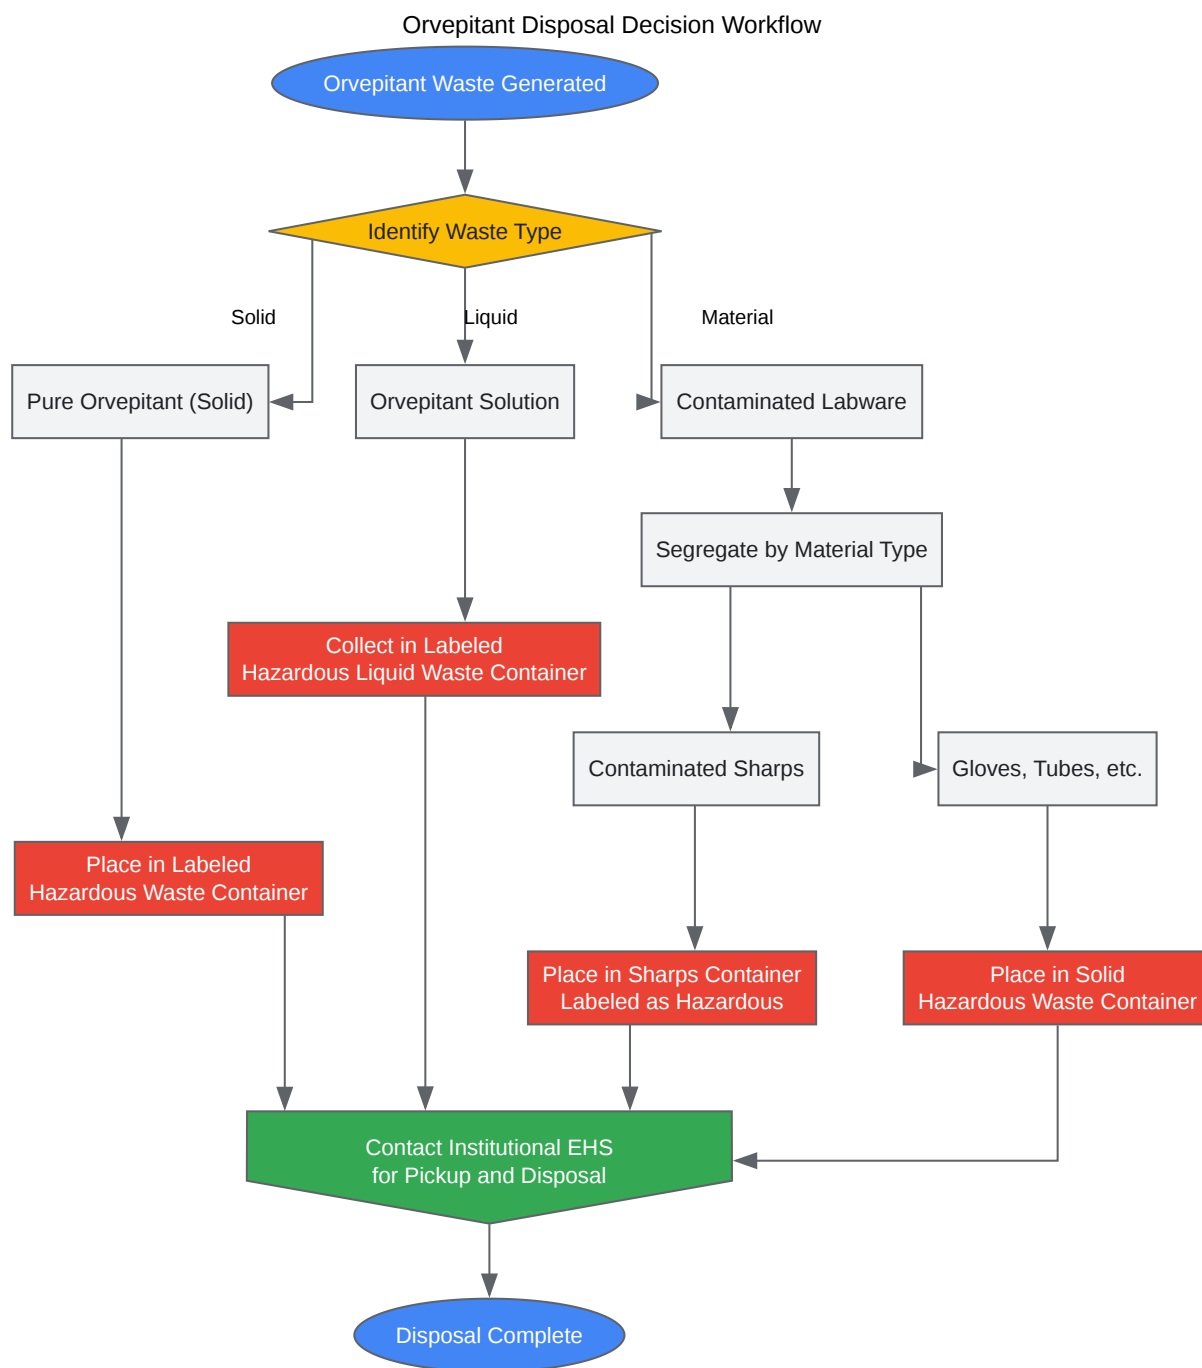 Orvepitant Disposal Decision Workflow
Orvepitant Waste Generated
Identify Waste Type
Solid
Liquid
Material
Pure Orvepitant (Solid)
Orvepitant Solution
Contaminated Labware
Segregate by Material Type
Collect in Labeled
Hazardous Liquid Waste Container
Contaminated Sharps
Gloves, Tubes, etc.
Place in Labeled
Hazardous Waste Container
Place in Sharps Container
Labeled as Hazardous
Place in Solid
Hazardous Waste Container
Contact Institutional EHS
for Pickup and Disposal
Disposal Complete